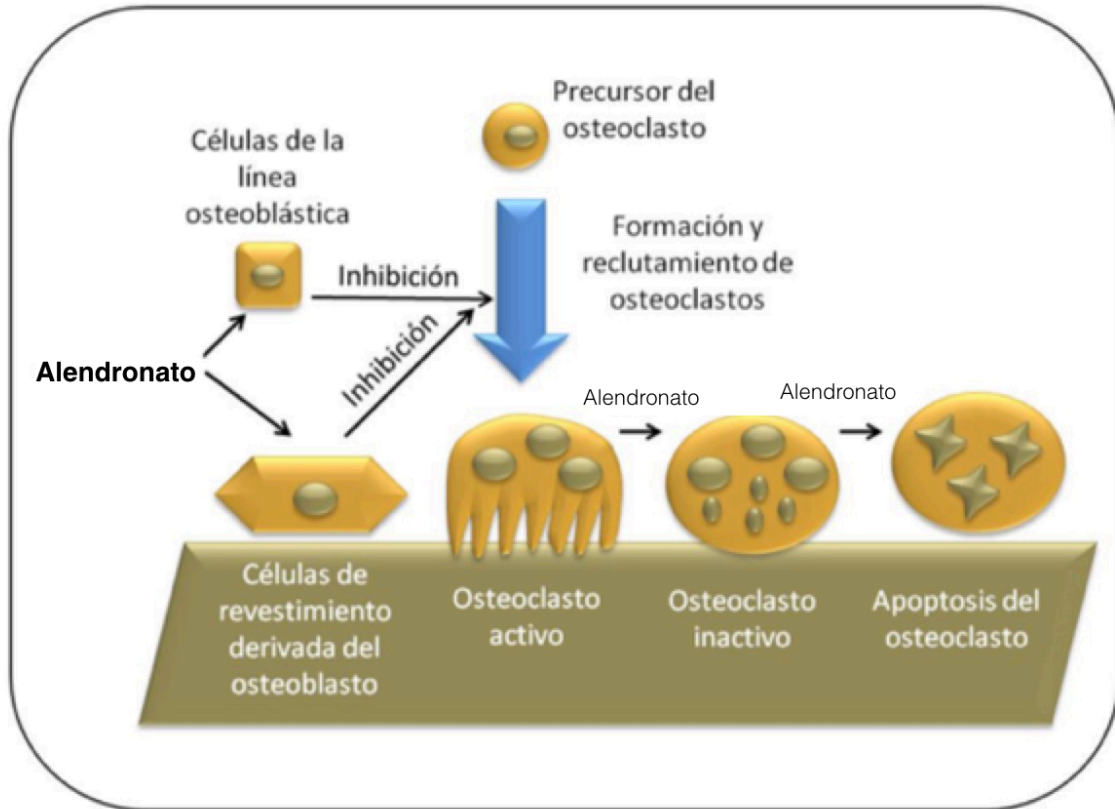 Precursor del
osteoclasto
Células de la
línea
osteoblástica
Formación y
reclutamiento de
osteoclastos
Inhibición
Inhibición
Alendronato
Alendronato
Alendronato
Células de
revestimiento
derivada del
osteoblasto
Osteoclasto
activo
Osteoclasto
inactivo
Apoptosis del
osteoclasto